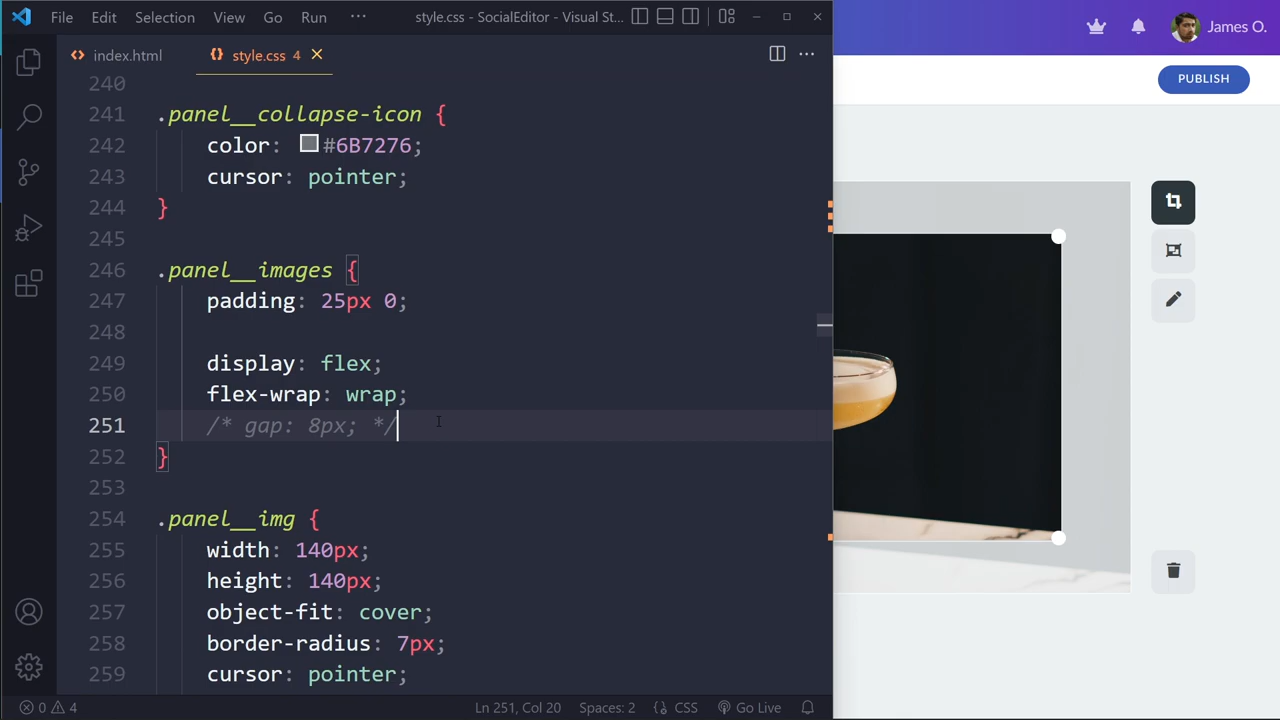 File Edit Selection View Go Run ··· style.css - SocialEditor - Visual St...
James O.
index.html style.css 4
PUBLISH
240
241 .panel__collapse-icon {
242 color: #6B7276;
243 cursor: pointer;
244 }
245
246 .panel__images {
247 padding: 25px 0;
248
249 display: flex;
250 flex-wrap: wrap;
251 /* gap: 8px; */
252 }
253
254 .panel__img {
255 width: 140px;
256 height: 140px;
257 object-fit: cover;
258 border-radius: 7px;
259 cursor: pointer;
0 4 Ln 251, Col 20 Spaces: 2 CSS Go Live